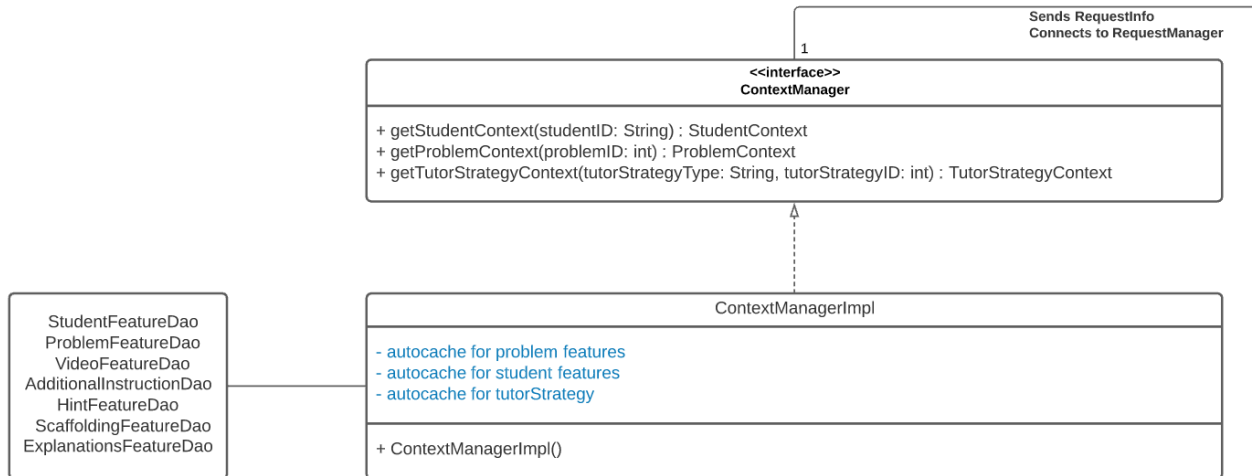 Sends RequestInfo
Connects to RequestManager
1
<<interface>>
ContextManager
+ getStudentContext(studentID: String) : StudentContext
+ getProblemContext(problemID: int) : ProblemContext
+ getTutorStrategyContext(tutorStrategyType: String, tutorStrategyID: int) : TutorStrategyContext
StudentFeatureDao
ProblemFeatureDao
VideoFeatureDao
AdditionalInstructionDao
HintFeatureDao
ScaffoldingFeatureDao
ExplanationsFeatureDao
ContextManagerImpl
- autocache for problem features
- autocache for student features
- autocache for tutorStrategy
+ ContextManagerImpl()